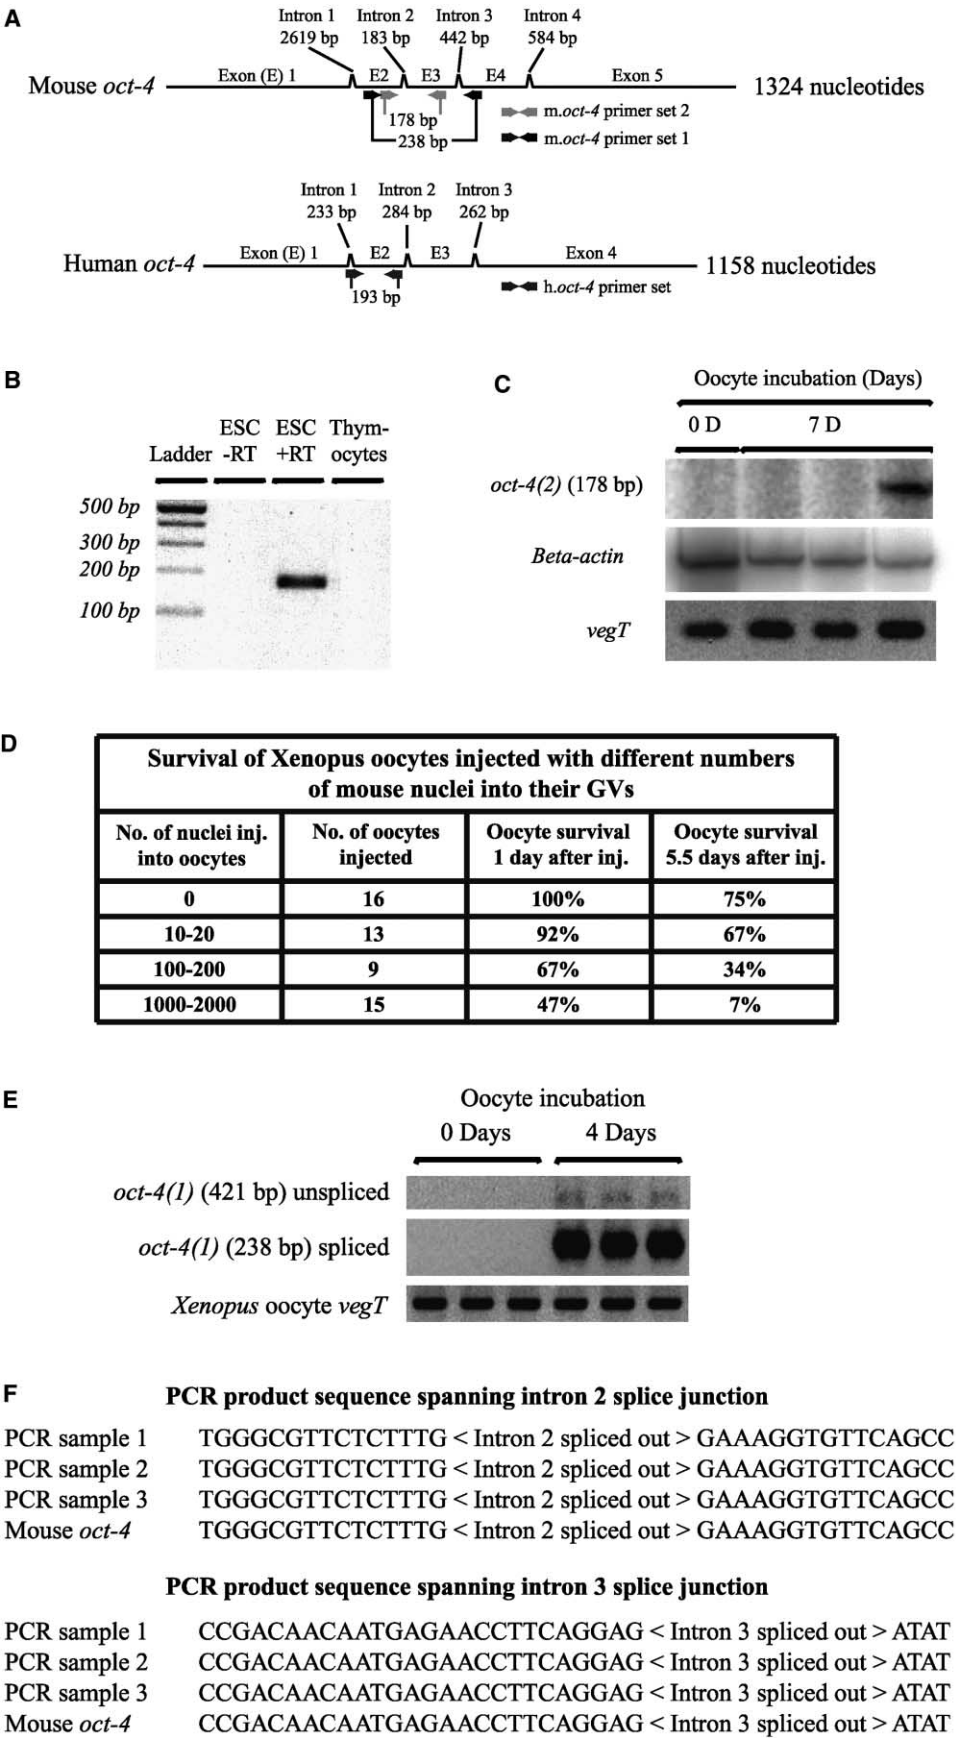 A
Intron 1 Intron 2 Intron 3 Intron 4
2619 bp 183 bp 442 bp 584 bp
Mouse oct-4 Exon (E) 1 E2 E3 E4 Exon 5 1324 nucleotides
178 bp m.oct-4 primer set 2
238 bp m.oct-4 primer set 1
Intron 1 Intron 2 Intron 3
233 bp 284 bp 262 bp
Human oct-4 Exon (E) 1 E2 E3 Exon 4 1158 nucleotides
193 bp h.oct-4 primer set
B
ESC ESC Thym-
Ladder -RT +RT ocytes
500 bp
300 bp
200 bp
100 bp
C
Oocyte incubation (Days)
0 D 7 D
oct-4(2) (178 bp)
Beta-actin
vegT
D
Survival of Xenopus oocytes injected with different numbers
of mouse nuclei into their GVs
No. of nuclei inj. No. of oocytes Oocyte survival Oocyte survival
into oocytes injected 1 day after inj. 5.5 days after inj.
0 16 100% 75%
10-20 13 92% 67%
100-200 9 67% 34%
1000-2000 15 47% 7%
E
Oocyte incubation
0 Days 4 Days
oct-4(1) (421 bp) unspliced
oct-4(1) (238 bp) spliced
Xenopus oocyte vegT
F
PCR product sequence spanning intron 2 splice junction
PCR sample 1 TGGGCGTTCTCTTTG < Intron 2 spliced out > GAAAGGTGTTCAGCC
PCR sample 2 TGGGCGTTCTCTTTG < Intron 2 spliced out > GAAAGGTGTTCAGCC
PCR sample 3 TGGGCGTTCTCTTTG < Intron 2 spliced out > GAAAGGTGTTCAGCC
Mouse oct-4 TGGGCGTTCTCTTTG < Intron 2 spliced out > GAAAGGTGTTCAGCC
PCR product sequence spanning intron 3 splice junction
PCR sample 1 CCGACAACAATGAGAACCTTCAGGAG < Intron 3 spliced out > ATAT
PCR sample 2 CCGACAACAATGAGAACCTTCAGGAG < Intron 3 spliced out > ATAT
PCR sample 3 CCGACAACAATGAGAACCTTCAGGAG < Intron 3 spliced out > ATAT
Mouse oct-4 CCGACAACAATGAGAACCTTCAGGAG < Intron 3 spliced out > ATAT